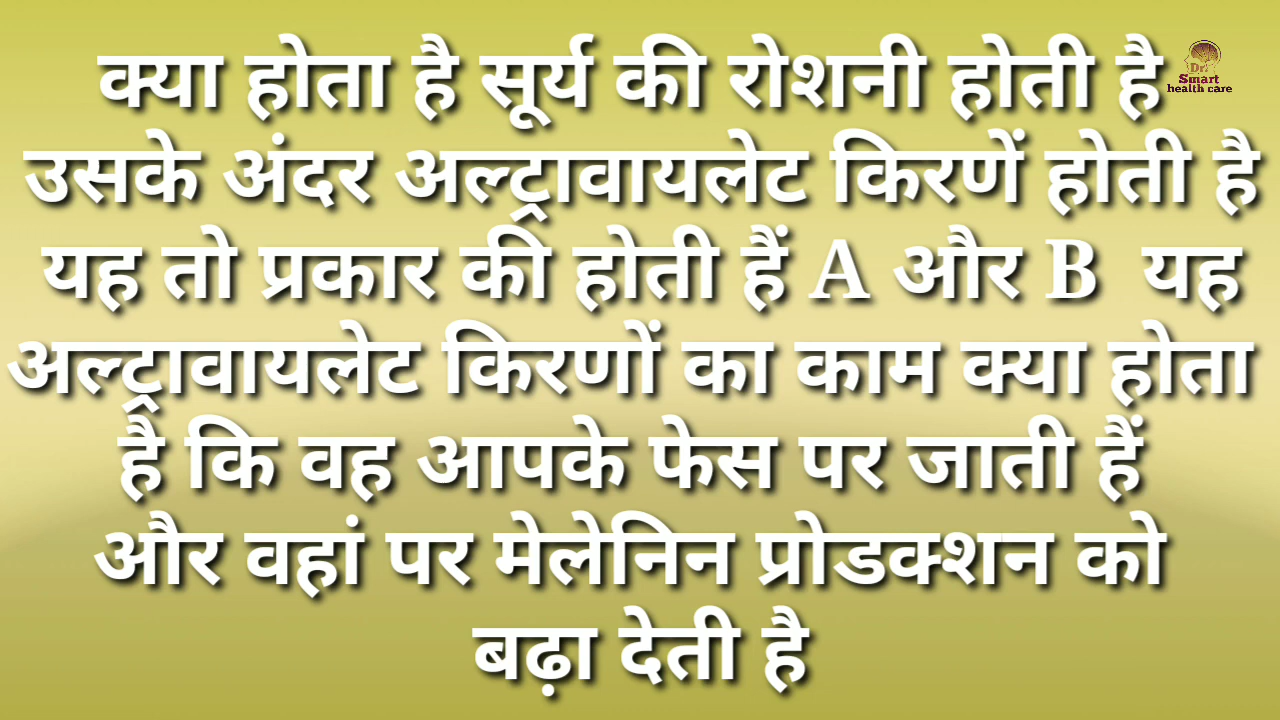 क्या होता है सूर्य की रोशनी होती है
Dr.
Smart
health care
उसके अंदर अल्ट्रावायलेट किरणें होती है
यह तो प्रकार की होती हैं A और B यह
अल्ट्रावायलेट किरणों का काम क्या होता
है कि वह आपके फेस पर जाती हैं
और वहां पर मेलेनिन प्रोडक्शन को
बढ़ा देती है